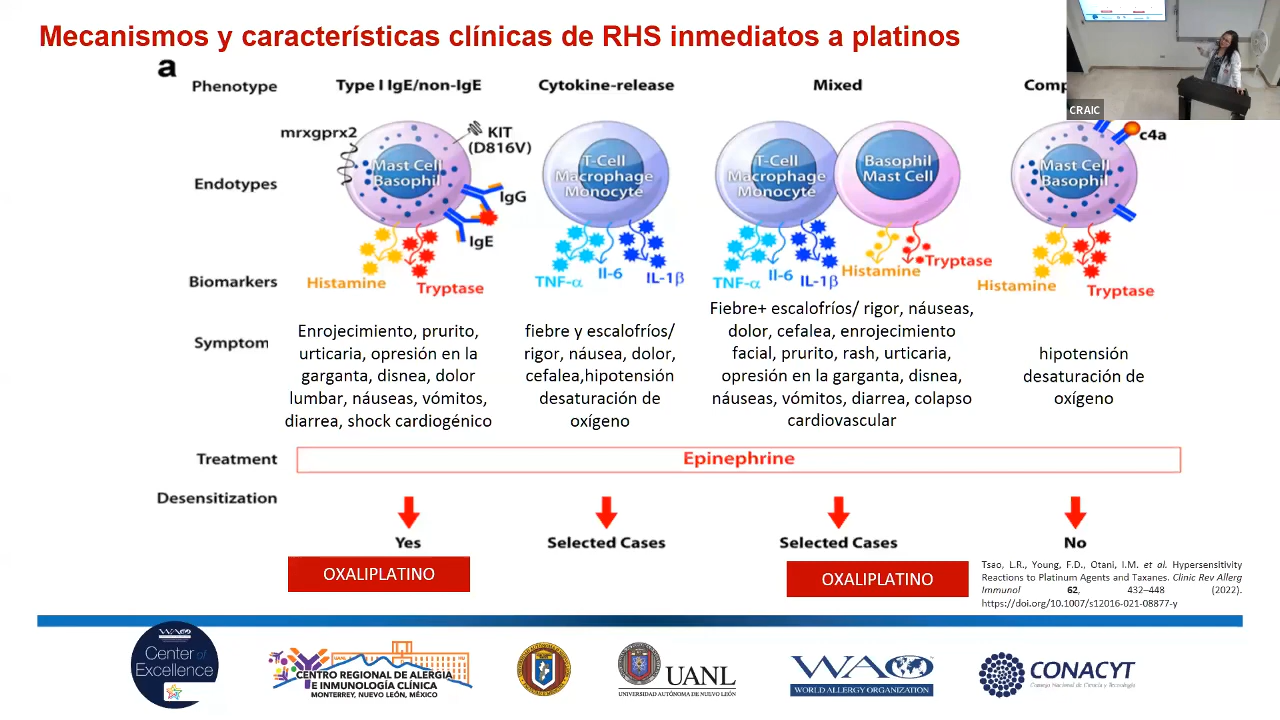 Mecanismos y características clínicas de RHS inmediatos a platinos
a
CRAIC
Phenotype
Type I IgE/non-IgE
Cytokine-release
Mixed
Endotypes
mrxgprx2
KIT
(D816V)
Mast Cell
Basophil
IgG
IgE
T-Cell
Macrophage
Monocyte
T-Cell
Macrophage
Monocyte
Basophil
Mast Cell
c4a
Mast Cell
Basophil
Biomarkers
Histamine
Tryptase
TNF-α
Il-6
IL-1β
TNF-α
IL-6
IL-1β
Histamine
Tryptase
Histamine
Tryptase
Symptom
Enrojecimiento, prurito,
urticaria, opresión en la
garganta, disnea, dolor
lumbar, náuseas, vómitos,
diarrea, shock cardiogénico
fiebre y escalofríos/
rigor, náusea, dolor,
cefalea,hipotensión
desaturación de
oxígeno
Fiebre+ escalofríos/ rigor, náuseas,
dolor, cefalea, enrojecimiento
facial, prurito, rash, urticaria,
opresión en la garganta, disnea,
náuseas, vómitos, diarrea, colapso
cardiovascular
hipotensión
desaturación de
oxígeno
Treatment
Epinephrine
Desensitization
Yes
Selected Cases
Selected Cases
No
OXALIPLATINO
OXALIPLATINO
Tsao, L.R., Young, F.D., Otani, I.M. et al. Hypersensitivity
Reactions to Platinum Agents and Taxanes. Clinic Rev Allerg
Immunol 62, 432–448 (2022).
https://doi.org/10.1007/s12016-021-08877-y
WAO
Center of
Excellence
CENTRO REGIONAL DE ALERGIA
E INMUNOLOGÍA CLÍNICA
MONTERREY, NUEVO LEÓN, MÉXICO
UANL
UNIVERSIDAD AUTÓNOMA DE NUEVO LEÓN
WAO
WORLD ALLERGY ORGANIZATION
CONACYT
Consejo Nacional de Ciencia y Tecnología